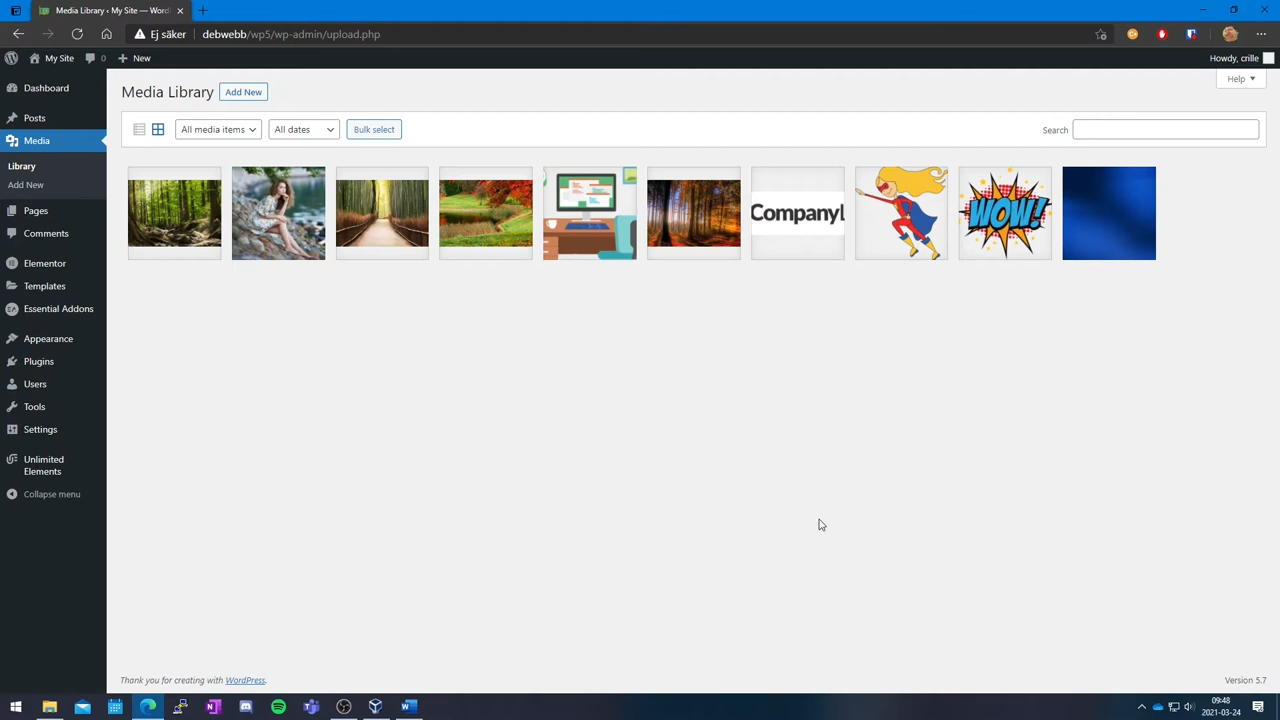 Media Library ‹ My Site — Word
Ej säker
debwebb/wp5/wp-admin/upload.php
My Site
0
New
Howdy, crille
Dashboard
Posts
Media
Library
Add New
Pages
Comments
Elementor
Templates
Essential Addons
Appearance
Plugins
Users
Tools
Settings
Unlimited
Elements
Collapse menu
Media Library
Add New
Help
All media items
All dates
Bulk select
Search
CompanyL
WOW!
Thank you for creating with WordPress.
Version 5.7
09:48
2021-03-24